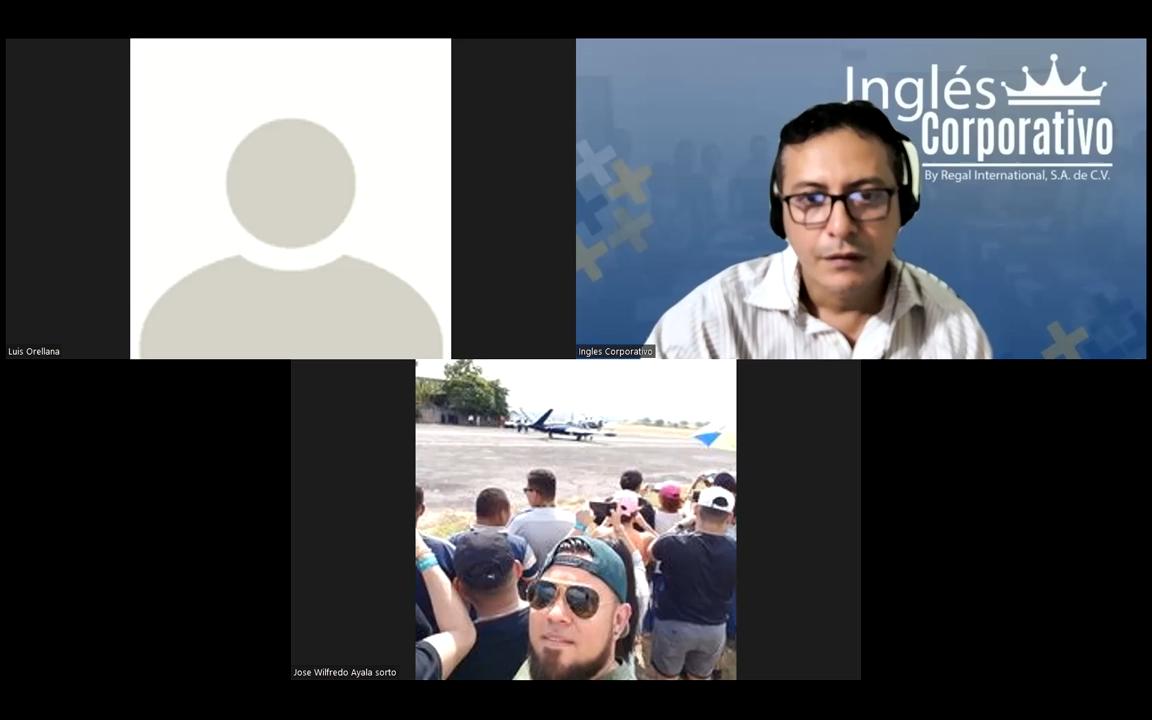 Inglés
Corporativo
By Regal International, S.A. de C.V.
Luis Orellana
Ingles Corporativo
Jose Wilfredo Ayala sorto